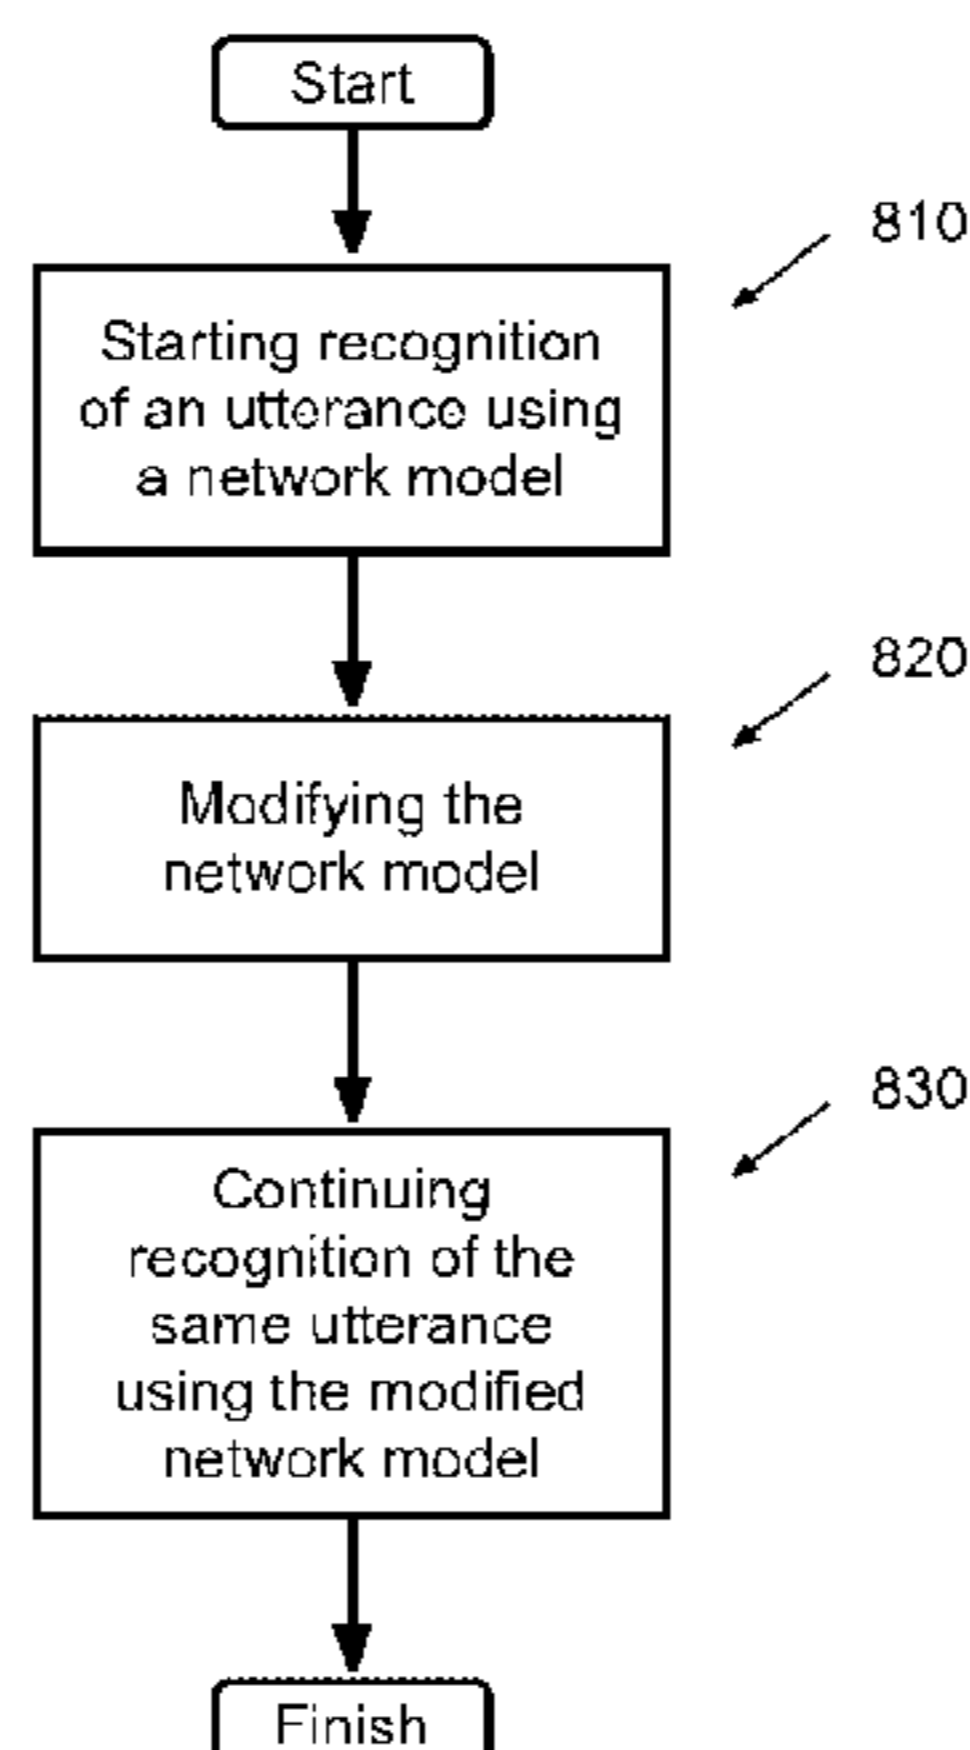 Start
810
Starting recognition
of an utterance using
a network model
820
Modifying the
network model
830
Continuing
recognition of the
same utterance
using the modified
network model
Finish